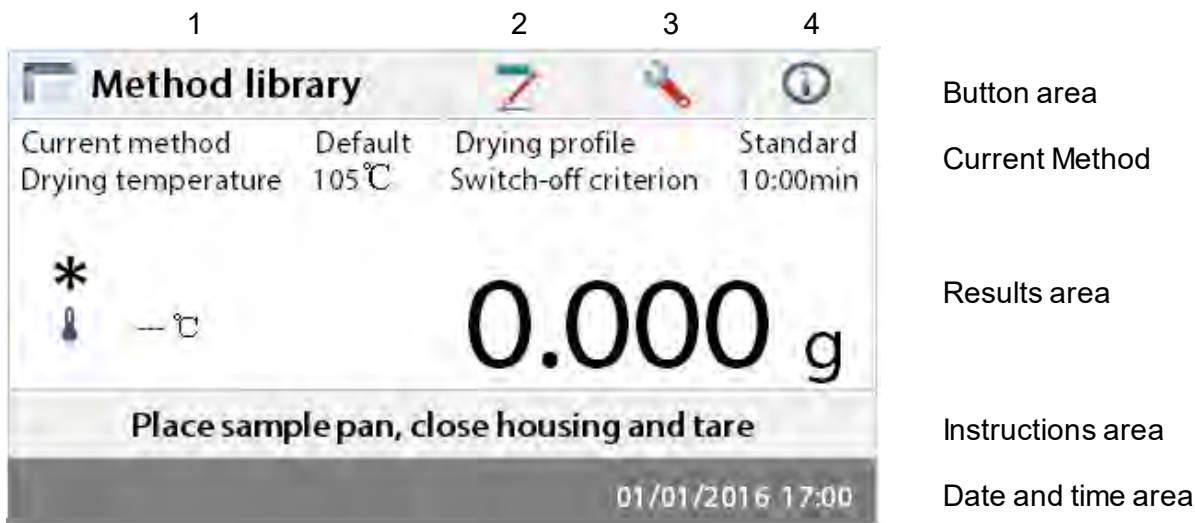 1 2 3 4
Method library
Button area
Current method Default Drying profile Standard
Current Method
Drying temperature 105℃ Switch-off criterion 10:00min
*
--- ℃
0.000 g
Results area
Place sample pan, close housing and tare
Instructions area
01/01/2016 17:00
Date and time area